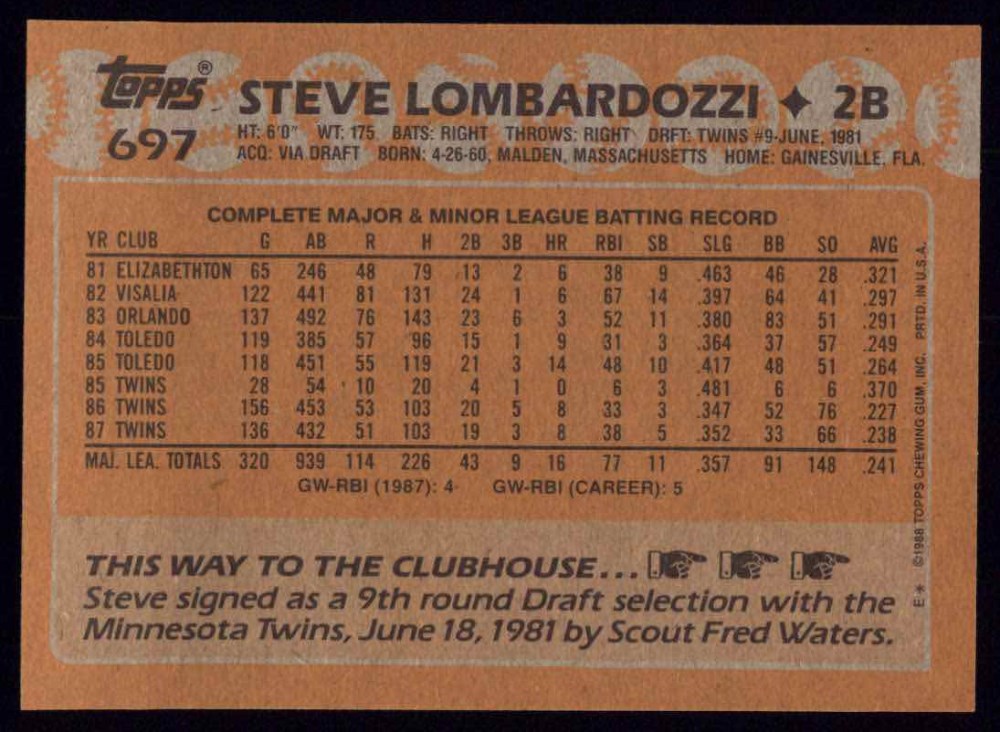 topps® STEVE LOMBARDOZZI ✦ 2B
697 HT: 6'0" WT: 175 BATS: RIGHT THROWS: RIGHT DRFT: TWINS #9-JUNE, 1981
ACQ: VIA DRAFT BORN: 4-26-60, MALDEN, MASSACHUSETTS HOME: GAINESVILLE, FLA.
COMPLETE MAJOR & MINOR LEAGUE BATTING RECORD
YR CLUB G AB R H 2B 3B HR RBI SB SLG BB SO AVG
81 ELIZABETHTON 65 246 48 79 13 2 6 38 9 .463 46 28 .321
82 VISALIA 122 441 81 131 24 1 6 67 14 .397 64 41 .297
83 ORLANDO 137 492 76 143 23 6 3 52 11 .380 83 51 .291
84 TOLEDO 119 385 57 96 15 1 9 31 3 .364 37 57 .249
85 TOLEDO 118 451 55 119 21 3 14 48 10 .417 48 51 .264
85 TWINS 28 54 10 20 4 1 0 6 3 .481 6 6 .370
86 TWINS 156 453 53 103 20 5 8 33 3 .347 52 76 .227
87 TWINS 136 432 51 103 19 3 8 38 5 .352 33 66 .238
MAJ. LEA. TOTALS 320 939 114 226 43 9 16 77 11 .357 91 148 .241
GW-RBI (1987): 4 GW-RBI (CAREER): 5
THIS WAY TO THE CLUBHOUSE...
Steve signed as a 9th round Draft selection with the
Minnesota Twins, June 18, 1981 by Scout Fred Waters.
E* ©1988 TOPPS CHEWING GUM, INC. PRTD. IN U.S.A.